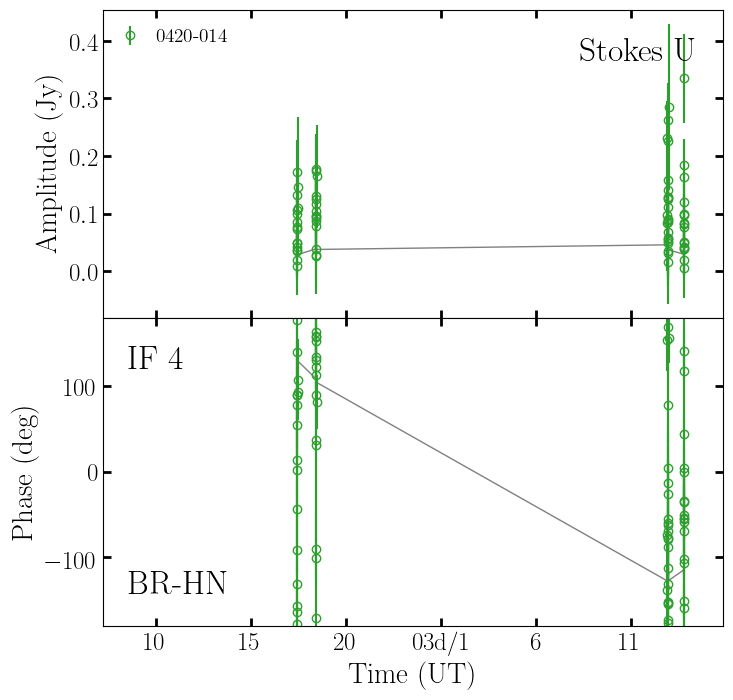 0420-014
Stokes U
0.4
0.3
0.2
0.1
0.0
Amplitude (Jy)
IF 4
BR-HN
100
0
−100
Phase (deg)
10 15 20 03d/1 6 11
Time (UT)